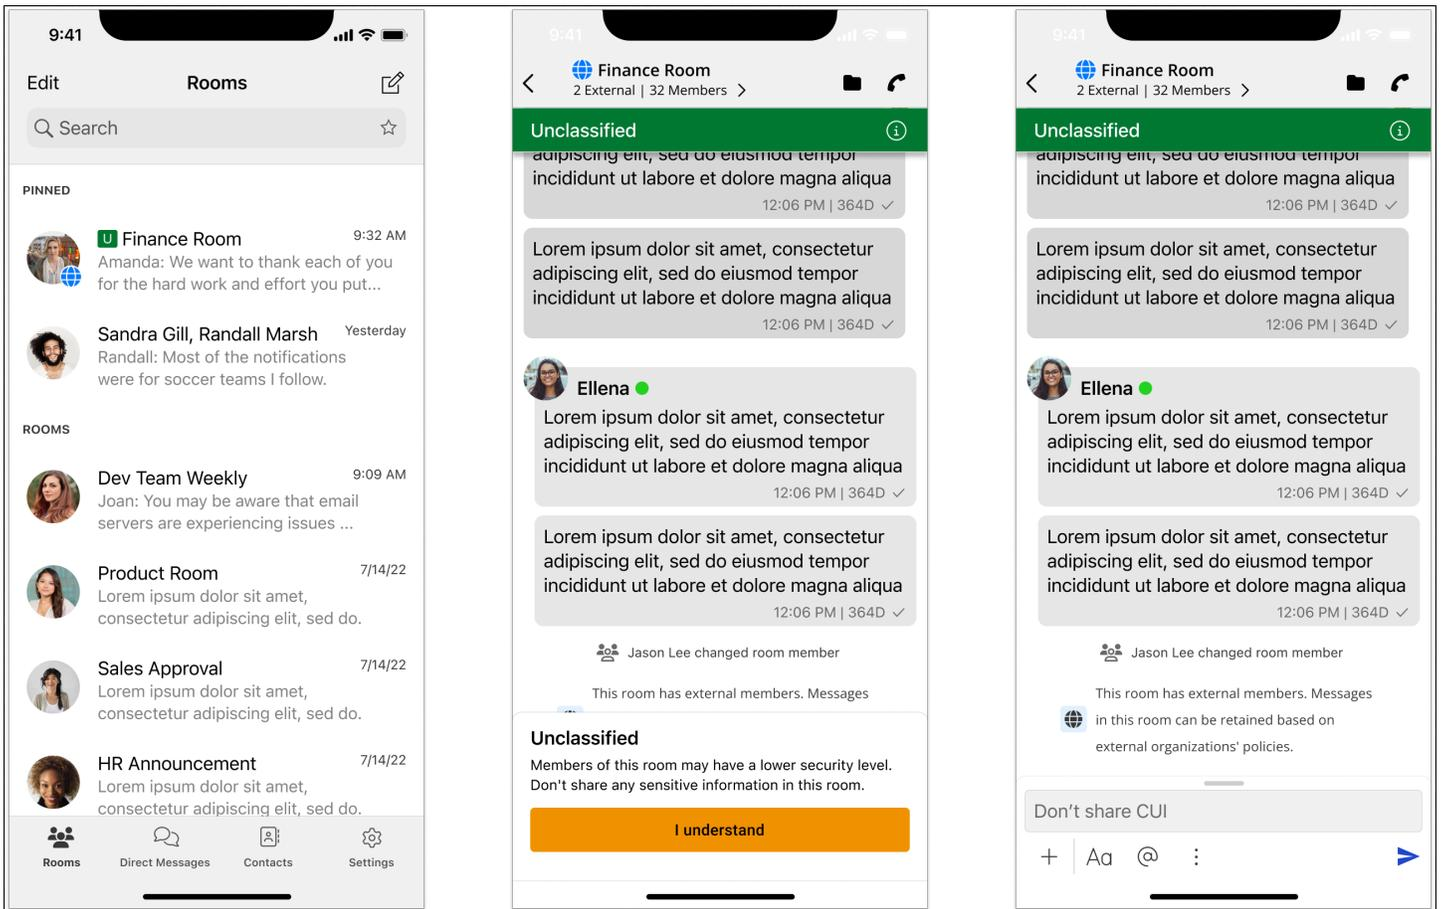 9:41
Edit
Rooms
Search
PINNED
U Finance Room
9:32 AM
Amanda: We want to thank each of you
for the hard work and effort you put...
Sandra Gill, Randall Marsh
Yesterday
Randall: Most of the notifications
were for soccer teams I follow.
ROOMS
Dev Team Weekly
9:09 AM
Joan: You may be aware that email
servers are experiencing issues ...
Product Room
7/14/22
Lorem ipsum dolor sit amet,
consectetur adipiscing elit, sed do.
Sales Approval
7/14/22
Lorem ipsum dolor sit amet,
consectetur adipiscing elit, sed do.
HR Announcement
7/14/22
Lorem ipsum dolor sit amet,
consectetur adipiscing elit, sed do.
Rooms
Direct Messages
Contacts
Settings
9:41
Finance Room
2 External | 32 Members
Unclassified
adipiscing elit, sed do eiusmod tempor
incididunt ut labore et dolore magna aliqua
12:06 PM | 364D
Lorem ipsum dolor sit amet, consectetur
adipiscing elit, sed do eiusmod tempor
incididunt ut labore et dolore magna aliqua
12:06 PM | 364D
Ellena
Lorem ipsum dolor sit amet, consectetur
adipiscing elit, sed do eiusmod tempor
incididunt ut labore et dolore magna aliqua
12:06 PM | 364D
Lorem ipsum dolor sit amet, consectetur
adipiscing elit, sed do eiusmod tempor
incididunt ut labore et dolore magna aliqua
12:06 PM | 364D
Jason Lee changed room member
This room has external members. Messages
Unclassified
Members of this room may have a lower security level.
Don't share any sensitive information in this room.
I understand
9:41
Finance Room
2 External | 32 Members
Unclassified
adipiscing elit, sed do eiusmod tempor
incididunt ut labore et dolore magna aliqua
12:06 PM | 364D
Lorem ipsum dolor sit amet, consectetur
adipiscing elit, sed do eiusmod tempor
incididunt ut labore et dolore magna aliqua
12:06 PM | 364D
Ellena
Lorem ipsum dolor sit amet, consectetur
adipiscing elit, sed do eiusmod tempor
incididunt ut labore et dolore magna aliqua
12:06 PM | 364D
Lorem ipsum dolor sit amet, consectetur
adipiscing elit, sed do eiusmod tempor
incididunt ut labore et dolore magna aliqua
12:06 PM | 364D
Jason Lee changed room member
This room has external members. Messages
in this room can be retained based on
external organizations' policies.
Don’t share CUI
Aa
@